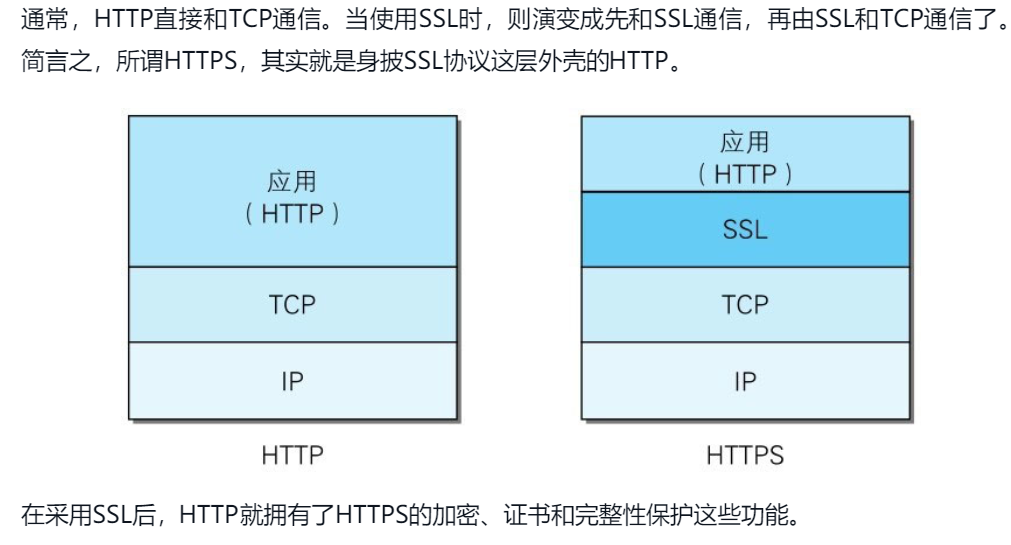 通常，HTTP直接和TCP通信。当使用SSL时，则演变成先和SSL通信，再由SSL和TCP通信了。
简言之，所谓HTTPS，其实就是身披SSL协议这层外壳的HTTP。
应用
（HTTP）
TCP
IP
HTTP
应用
（HTTP）
SSL
TCP
IP
HTTPS
在采用SSL后，HTTP就拥有了HTTPS的加密、证书和完整性保护这些功能。